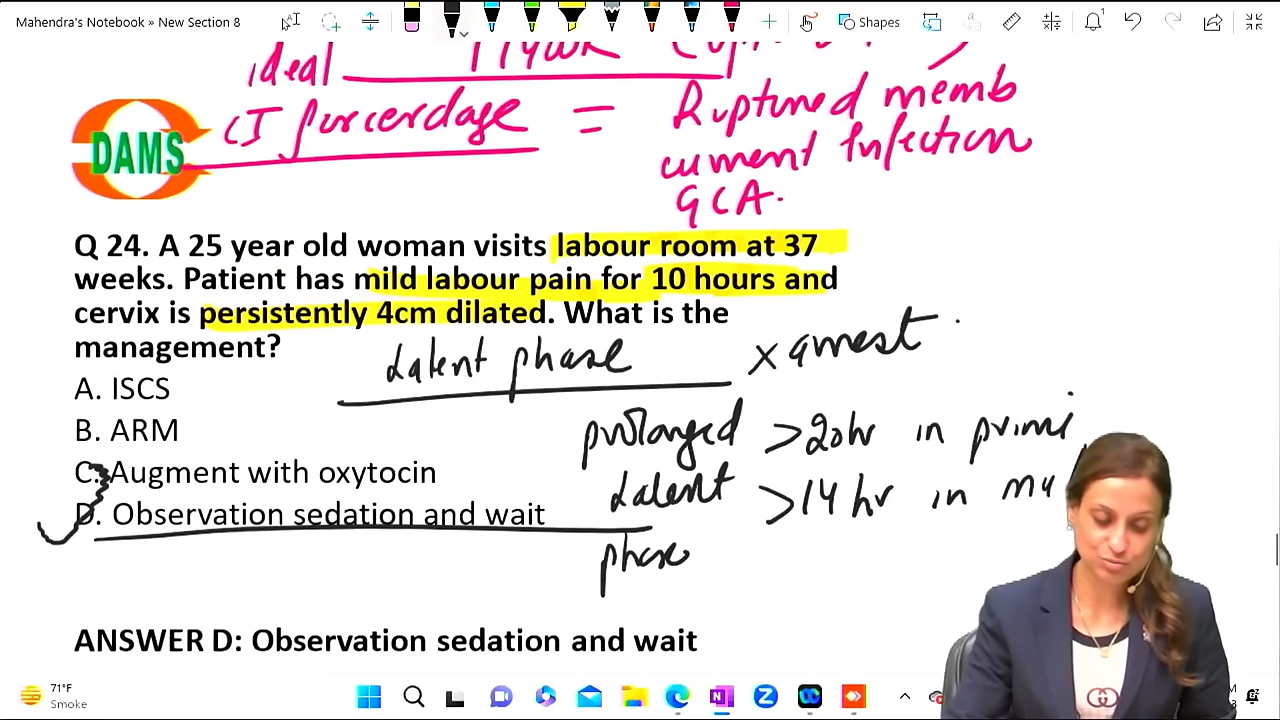 Mahendra's Notebook » New Section 8
Shapes
ideal
CI porcerdage = Ruptured memb
current Infection
GCA.
DAMS
Q 24. A 25 year old woman visits labour room at 37
weeks. Patient has mild labour pain for 10 hours and
cervix is persistently 4cm dilated. What is the
management?
Latent phase x arrest
A. ISCS
B. ARM
C. Augment with oxytocin
D. Observation sedation and wait
prolonged >20hr in primi
Latent >14 hr in mu
phase
ANSWER D: Observation sedation and wait
71°F
Smoke